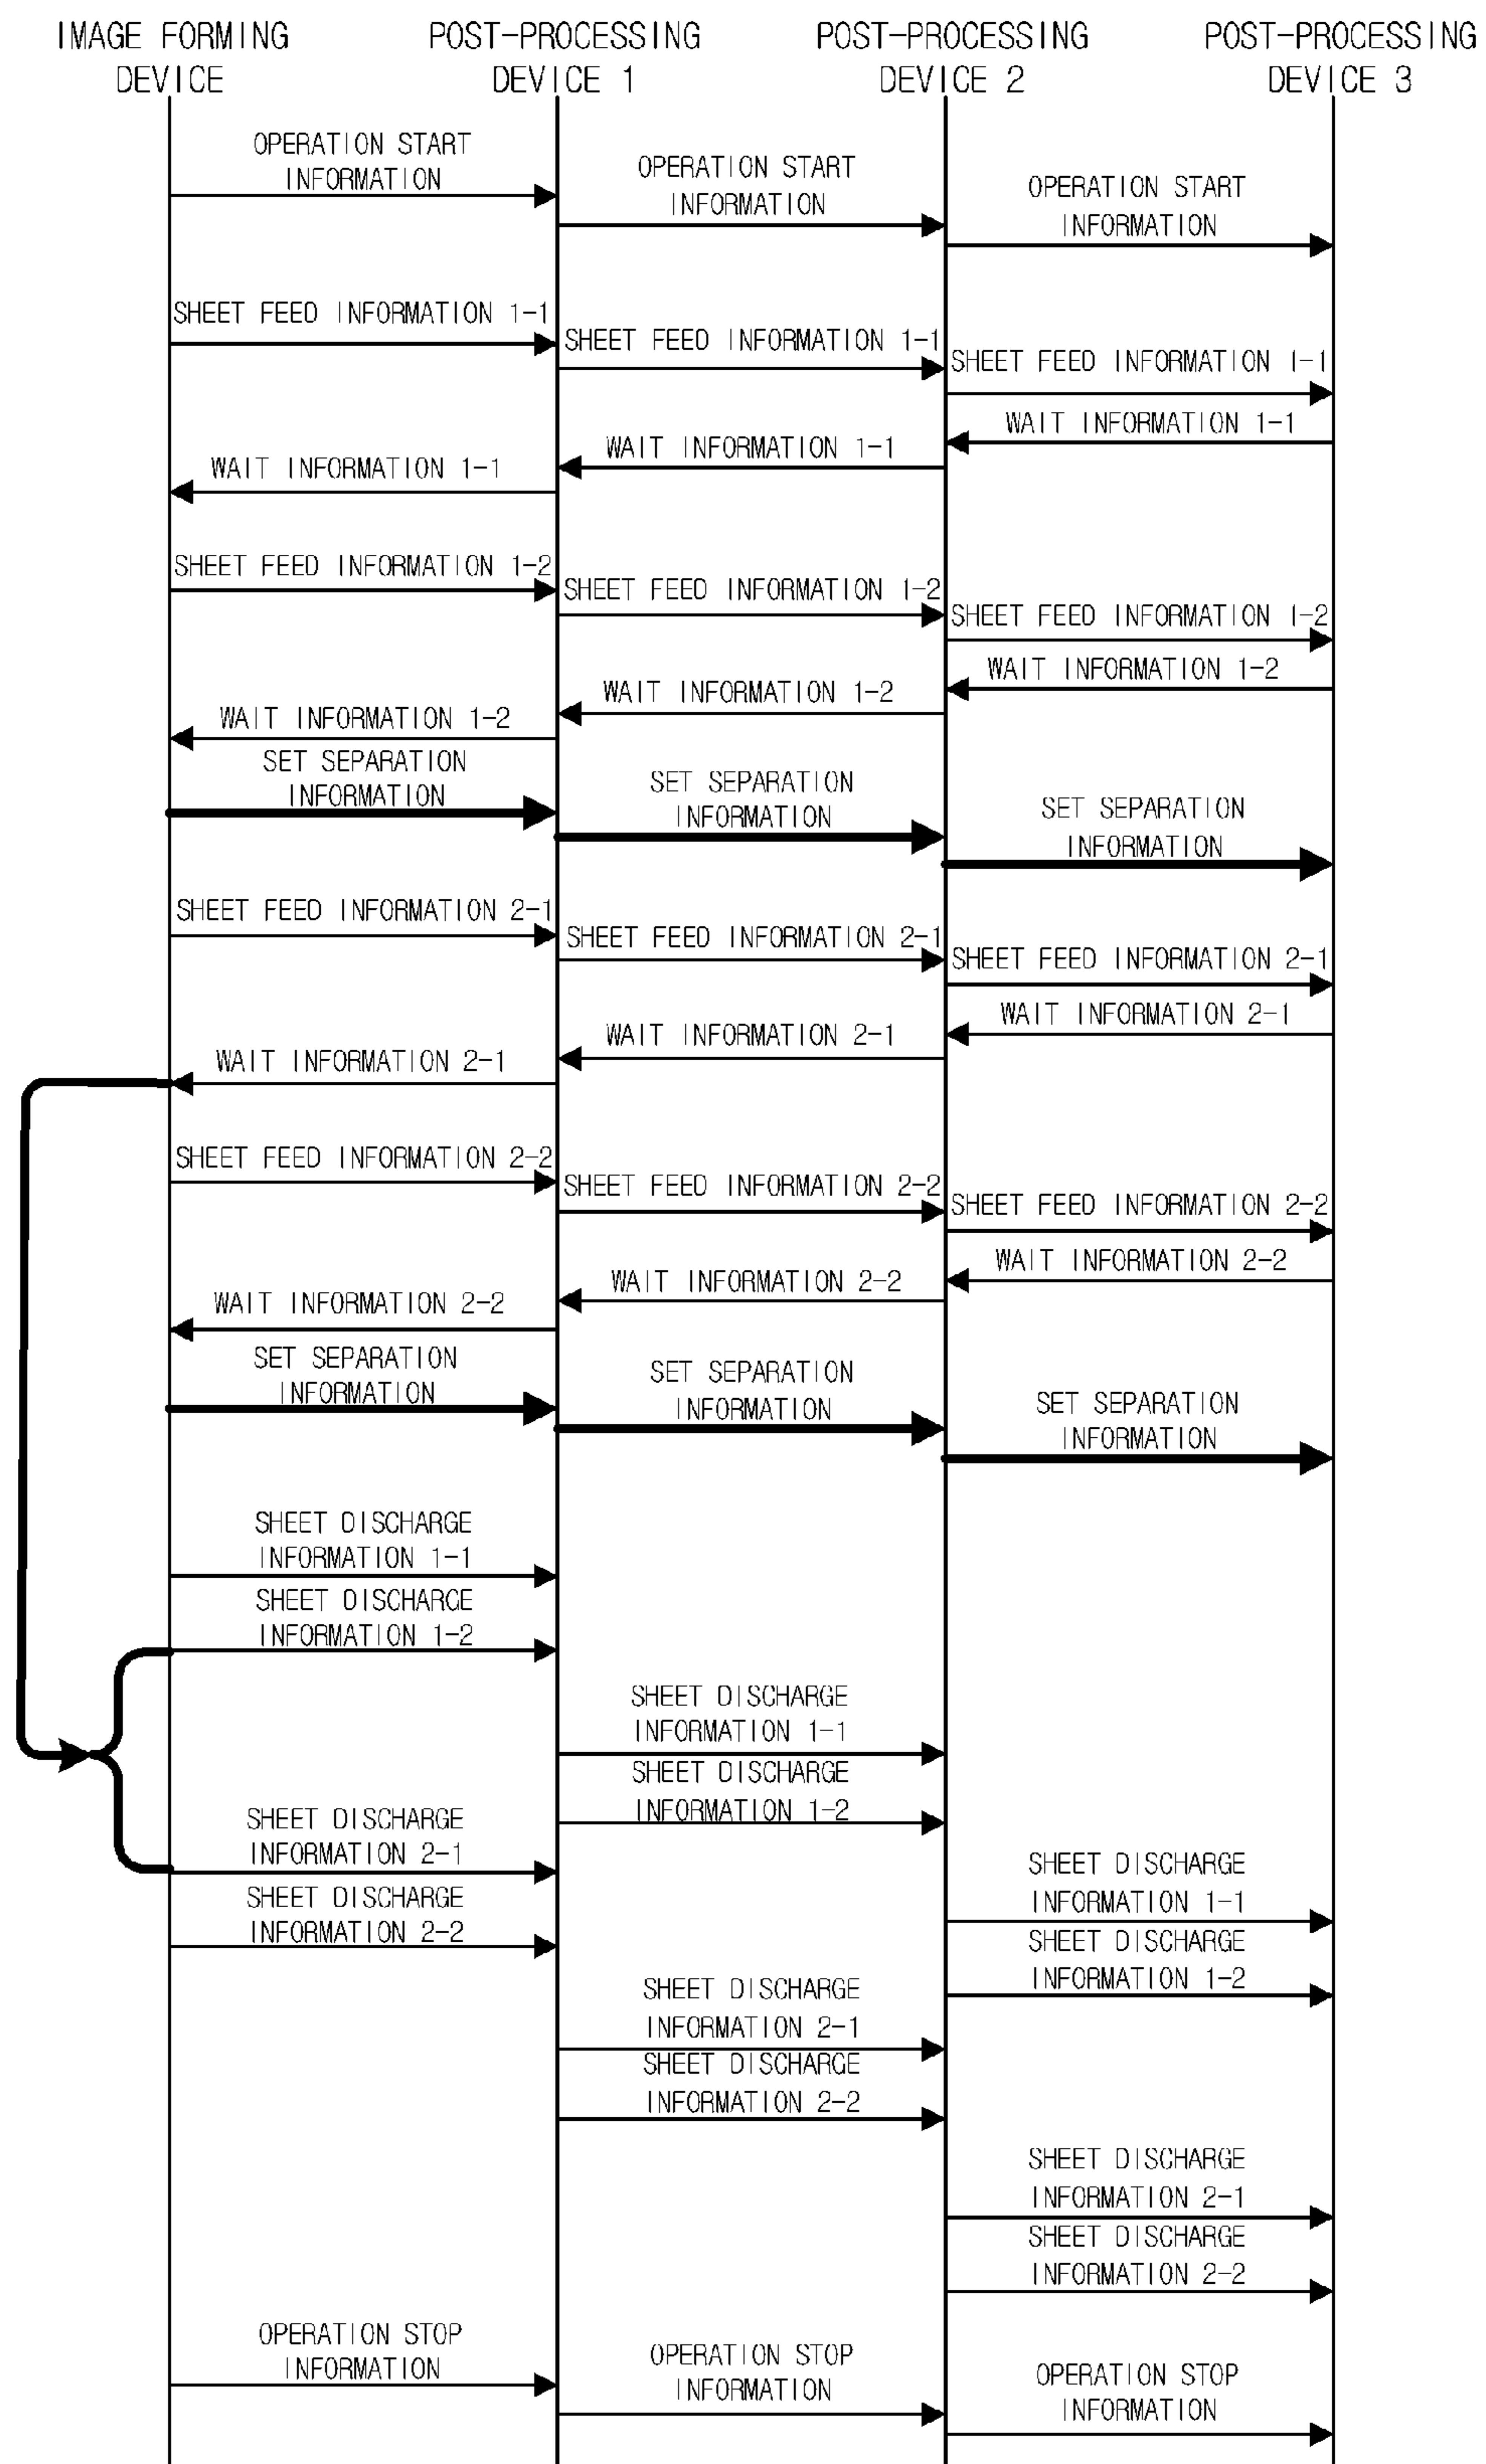 IMAGE FORMING
DEVICE
POST-PROCESSING
DEVICE 1
POST-PROCESSING
DEVICE 2
POST-PROCESSING
DEVICE 3
OPERATION START
INFORMATION
OPERATION START
INFORMATION
OPERATION START
INFORMATION
SHEET FEED INFORMATION 1-1
SHEET FEED INFORMATION 1-1
SHEET FEED INFORMATION 1-1
WAIT INFORMATION 1-1
WAIT INFORMATION 1-1
WAIT INFORMATION 1-1
SHEET FEED INFORMATION 1-2
SHEET FEED INFORMATION 1-2
SHEET FEED INFORMATION 1-2
WAIT INFORMATION 1-2
WAIT INFORMATION 1-2
WAIT INFORMATION 1-2
SET SEPARATION
INFORMATION
SET SEPARATION
INFORMATION
SET SEPARATION
INFORMATION
SHEET FEED INFORMATION 2-1
SHEET FEED INFORMATION 2-1
SHEET FEED INFORMATION 2-1
WAIT INFORMATION 2-1
WAIT INFORMATION 2-1
WAIT INFORMATION 2-1
SHEET FEED INFORMATION 2-2
SHEET FEED INFORMATION 2-2
SHEET FEED INFORMATION 2-2
WAIT INFORMATION 2-2
WAIT INFORMATION 2-2
WAIT INFORMATION 2-2
SET SEPARATION
INFORMATION
SET SEPARATION
INFORMATION
SET SEPARATION
INFORMATION
SHEET DISCHARGE
INFORMATION 1-1
SHEET DISCHARGE
INFORMATION 1-2
SHEET DISCHARGE
INFORMATION 1-1
SHEET DISCHARGE
INFORMATION 1-2
SHEET DISCHARGE
INFORMATION 2-1
SHEET DISCHARGE
INFORMATION 1-1
SHEET DISCHARGE
INFORMATION 2-2
SHEET DISCHARGE
INFORMATION 1-2
SHEET DISCHARGE
INFORMATION 2-1
SHEET DISCHARGE
INFORMATION 2-2
SHEET DISCHARGE
INFORMATION 2-1
SHEET DISCHARGE
INFORMATION 2-2
OPERATION STOP
INFORMATION
OPERATION STOP
INFORMATION
OPERATION STOP
INFORMATION